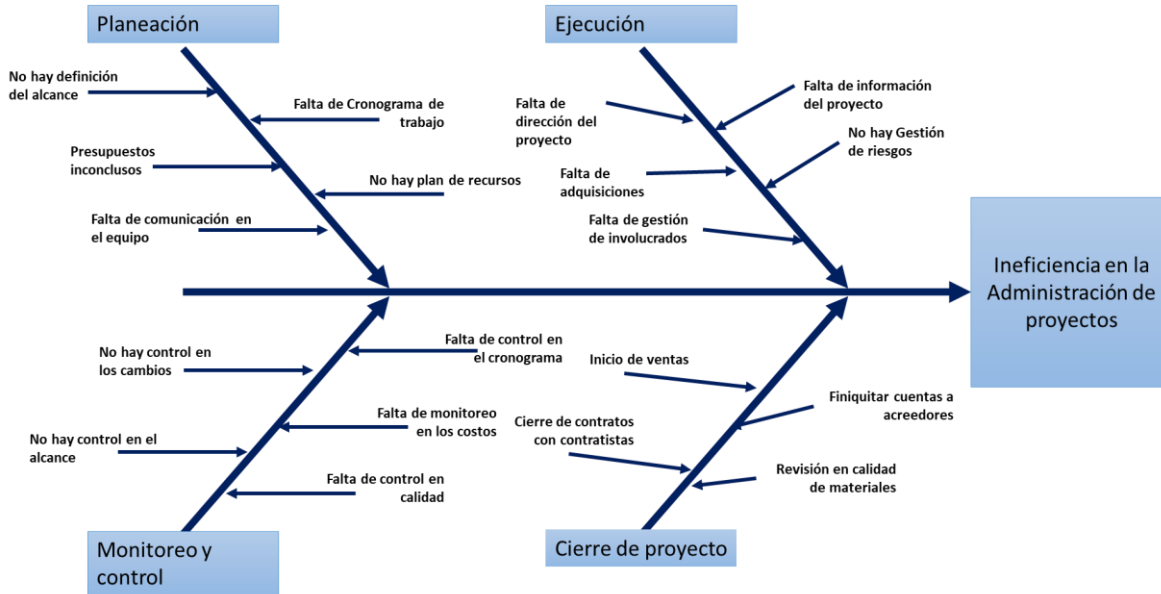 Planeación
Ejecución
No hay definición
del alcance
Falta de Cronograma de
trabajo
Presupuestos
inconclusos
No hay plan de recursos
Falta de comunicación en
el equipo
Falta de
dirección del
proyecto
Falta de información
del proyecto
No hay Gestión
de riesgos
Falta de
adquisiciones
Falta de gestión
de involucrados
Ineficiencia en la
Administración de
proyectos
No hay control en
los cambios
Falta de control en
el cronograma
No hay control en el
alcance
Falta de monitoreo
en los costos
Falta de control en
calidad
Inicio de ventas
Finiquitar cuentas a
acreedores
Cierre de contratos
con contratistas
Revisión en calidad
de materiales
Monitoreo y
control
Cierre de proyecto